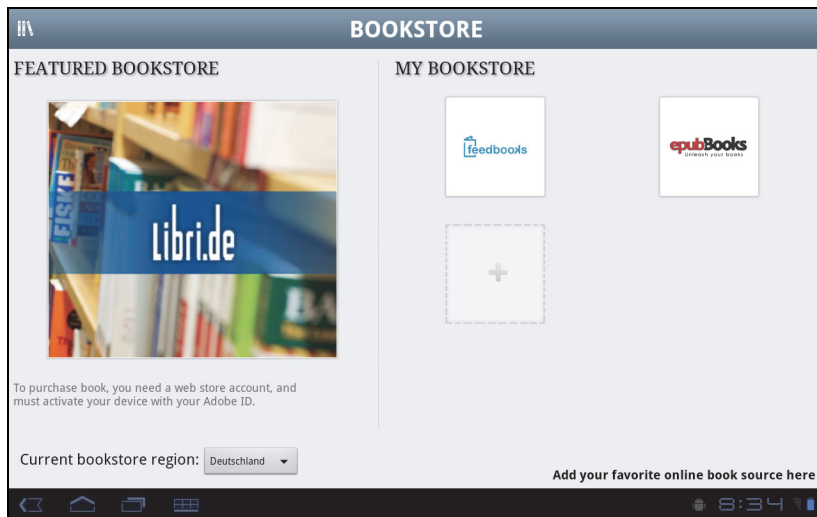 BOOKSTORE
FEATURED BOOKSTORE
Libri.de
FISKE
To purchase book, you need a web store account, and
must activate your device with your Adobe ID.
Current bookstore region: Deutschland
MY BOOKSTORE
feedbooks
epubBooks
Unleash your books
Add your favorite online book source here
8:34